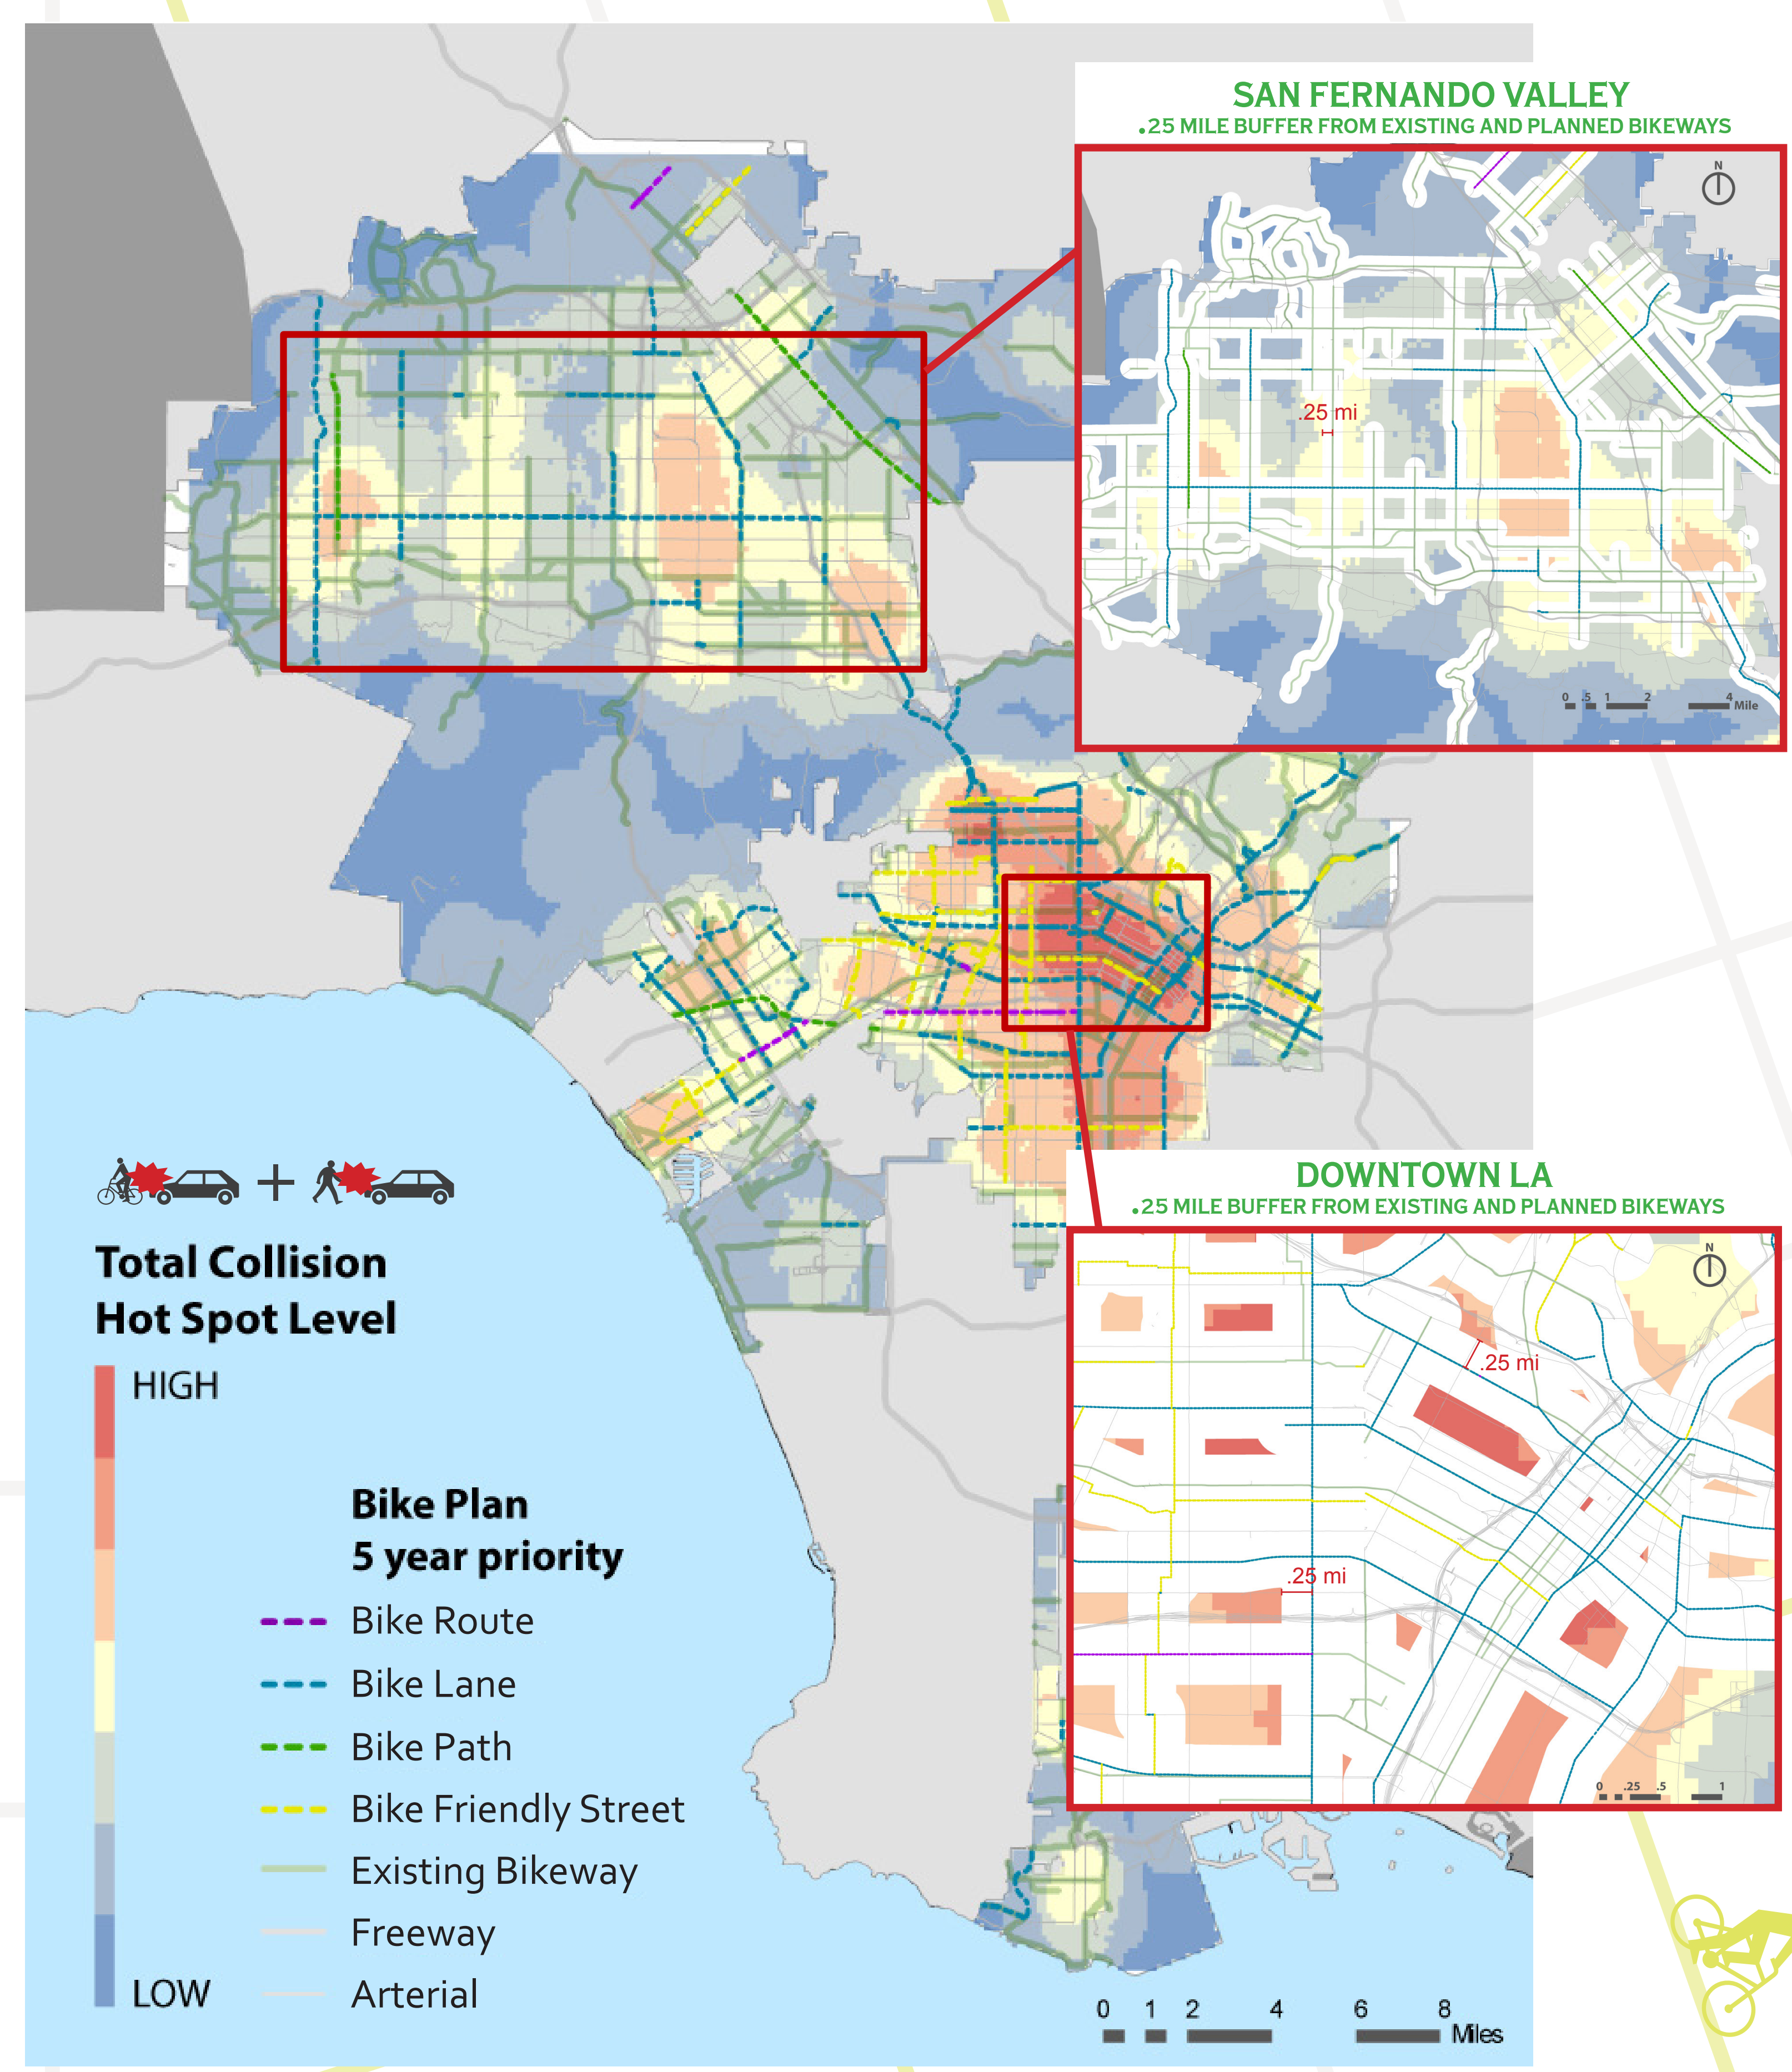 SAN FERNANDO VALLEY
.25 MILE BUFFER FROM EXISTING AND PLANNED BIKEWAYS
N
.25 mi
0 .5 1 2 4
Mile
DOWNTOWN LA
.25 MILE BUFFER FROM EXISTING AND PLANNED BIKEWAYS
N
.25 mi
.25 mi
0 .25 .5 1
+
Total Collision
Hot Spot Level
HIGH
LOW
Bike Plan
5 year priority
Bike Route
Bike Lane
Bike Path
Bike Friendly Street
Existing Bikeway
Freeway
Arterial
0 1 2 4 6 8
Miles